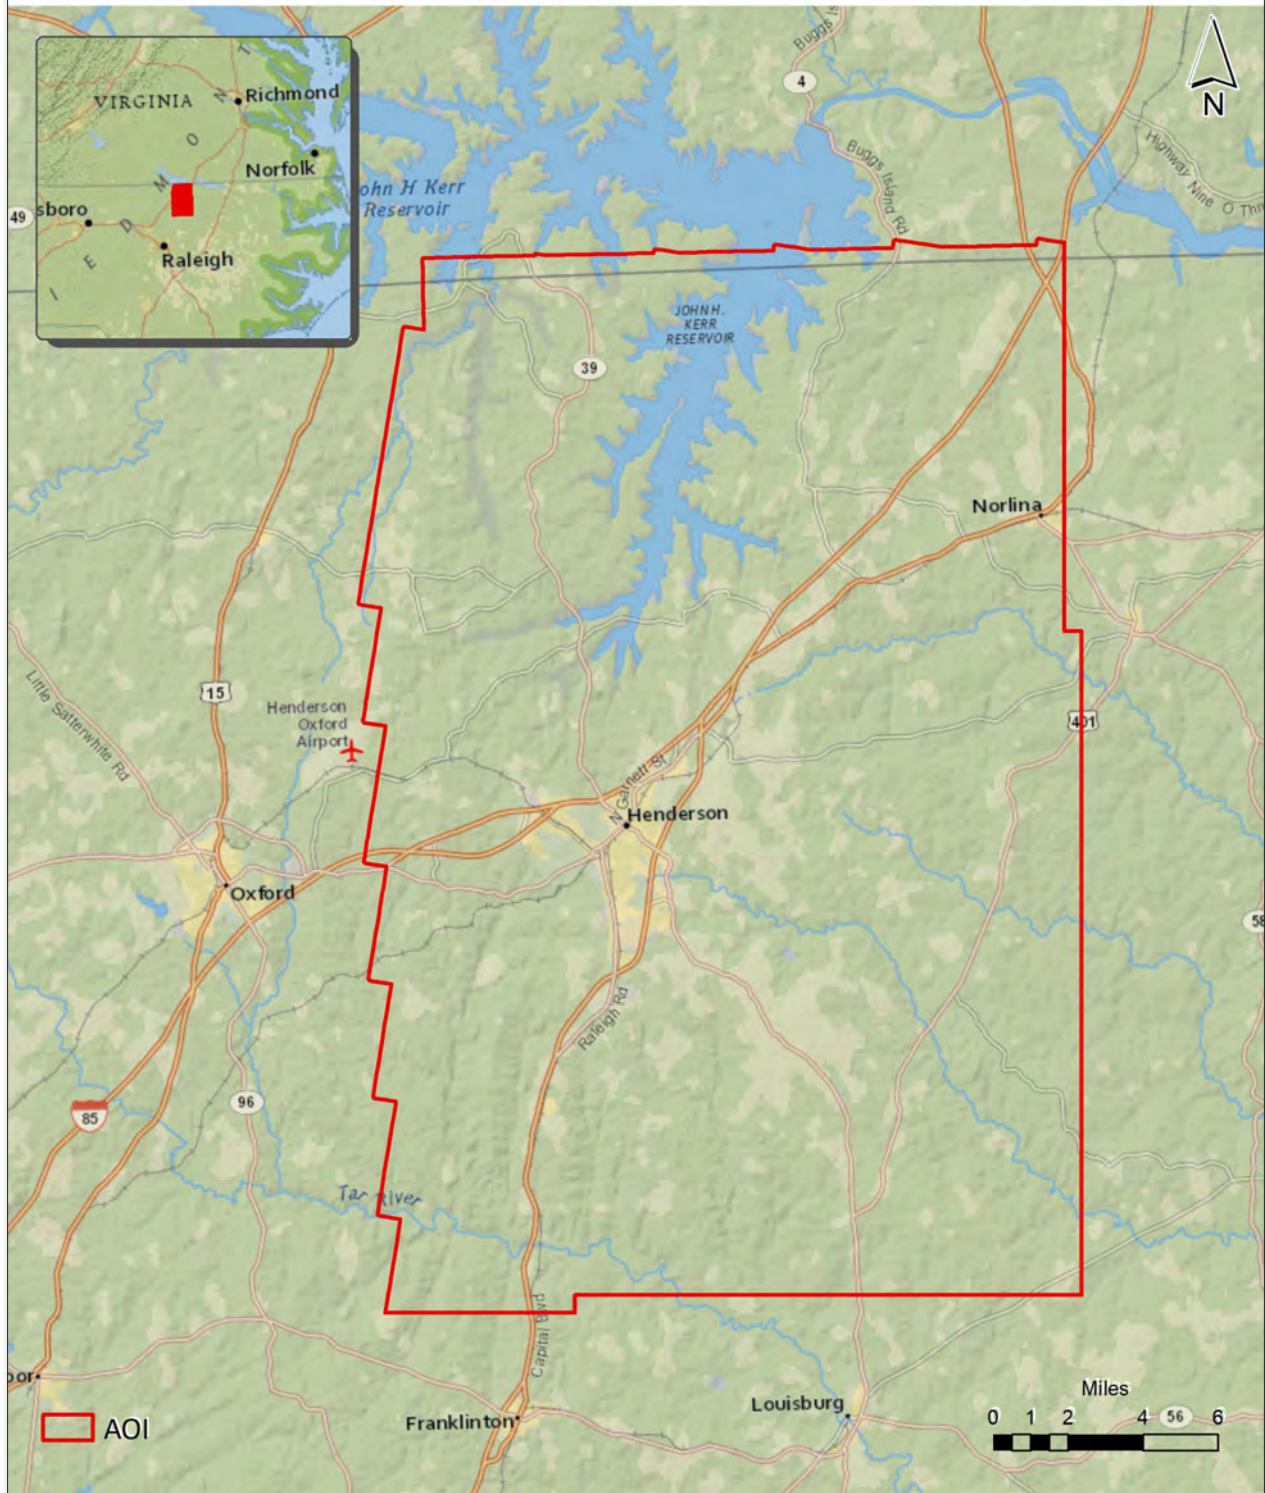 Buggs Is
4
N
VIRGINIA
Richmond
Norfolk
sboro
Raleigh
P I E D M O N T
49
ohn H Kerr
Reservoir
Buggs Island Rd
Highway Nine O Thr
JOHN H.
KERR
RESERVOIR
39
Norlina
Little Satterwhite Rd
15
Henderson
Oxford
Airport
401
N Garnett St
Henderson
Oxford
58
Raleigh Rd
85
96
Tar River
Capital Blvd
oor
Franklinton
Louisburg
Miles
0 1 2 4 6
56
AOI